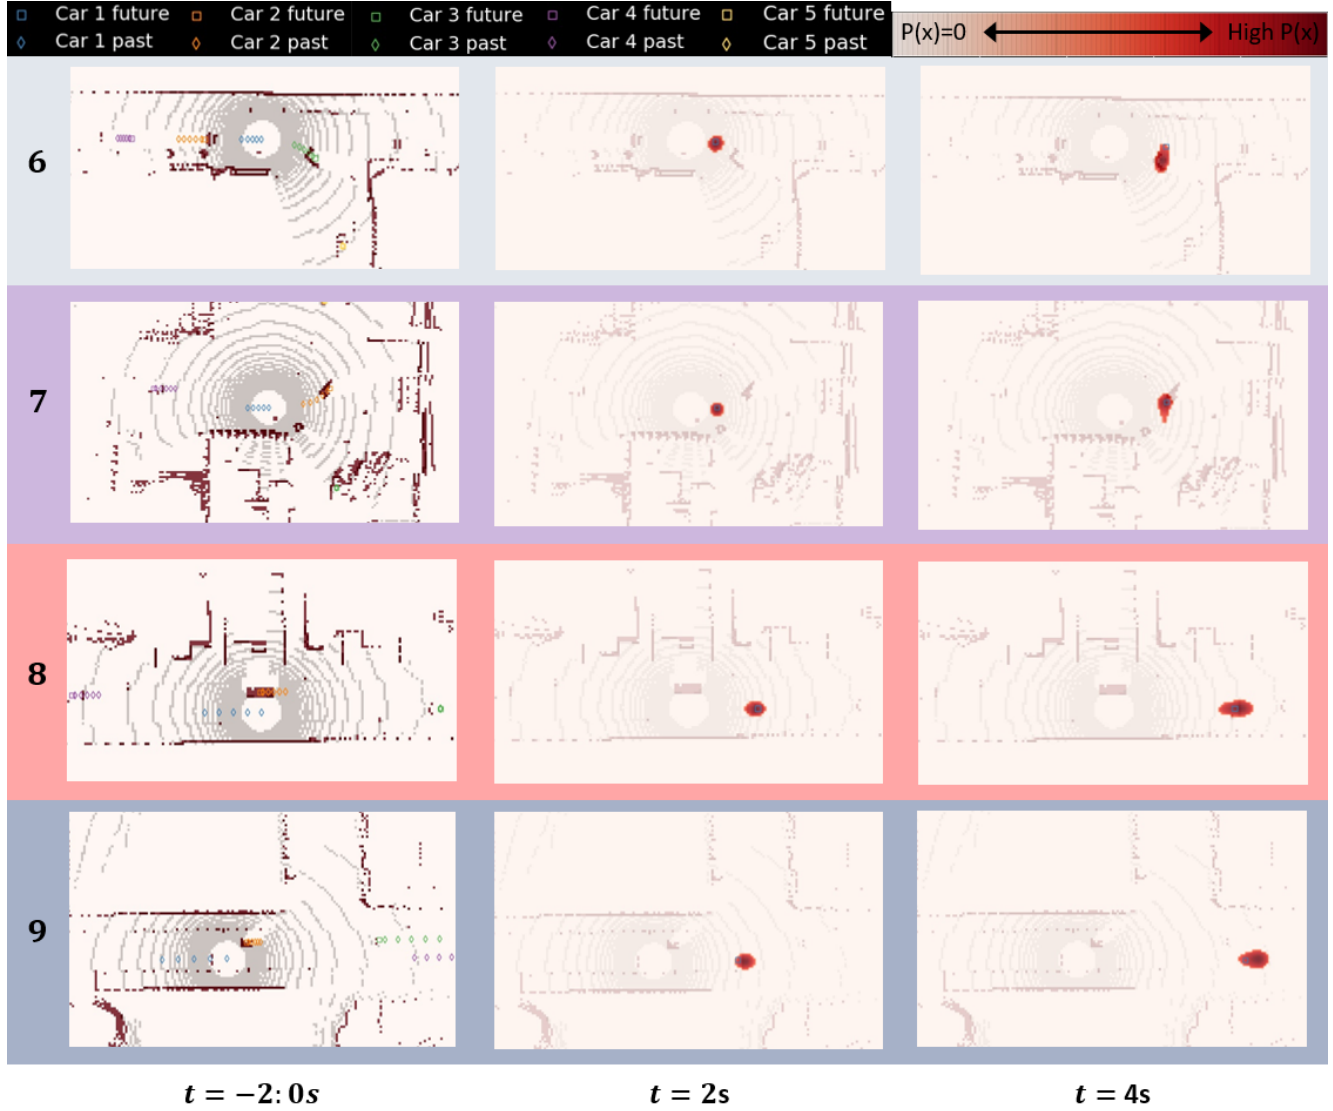 Car 1 future Car 2 future Car 3 future Car 4 future Car 5 future
Car 1 past Car 2 past Car 3 past Car 4 past Car 5 past
P(x)=0 High P(x)
6
7
8
9
t = −2: 0s t = 2s t = 4s